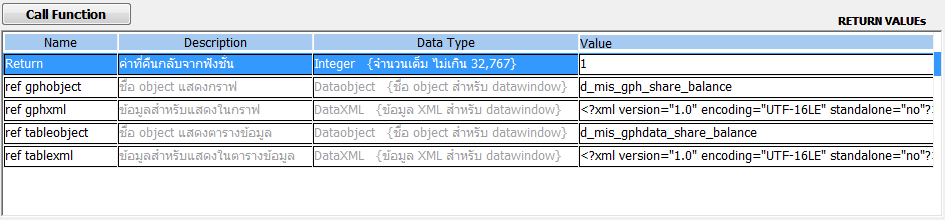 Call Function
RETURN VALUEs
Name Description Data Type Value
Return ค่าที่คืนกลับจากฟังชั่น Integer {จำนวนเต็ม ไม่เกิน 32,767} 1
ref gphobject ชื่อ object แสดงกราฟ Dataobject {ชื่อ object สำหรับ datawindow} d_mis_gph_share_balance
ref gphxml ข้อมูลสำหรับแสดงในกราฟ DataXML {ข้อมูล XML สำหรับ datawindow} <?xml version="1.0" encoding="UTF-16LE" standalone="no"?>
ref tableobject ชื่อ object แสดงตารางข้อมูล Dataobject {ชื่อ object สำหรับ datawindow} d_mis_gphdata_share_balance
ref tablexml ข้อมูลสำหรับแสดงในตารางข้อมูล DataXML {ข้อมูล XML สำหรับ datawindow} <?xml version="1.0" encoding="UTF-16LE" standalone="no"?>